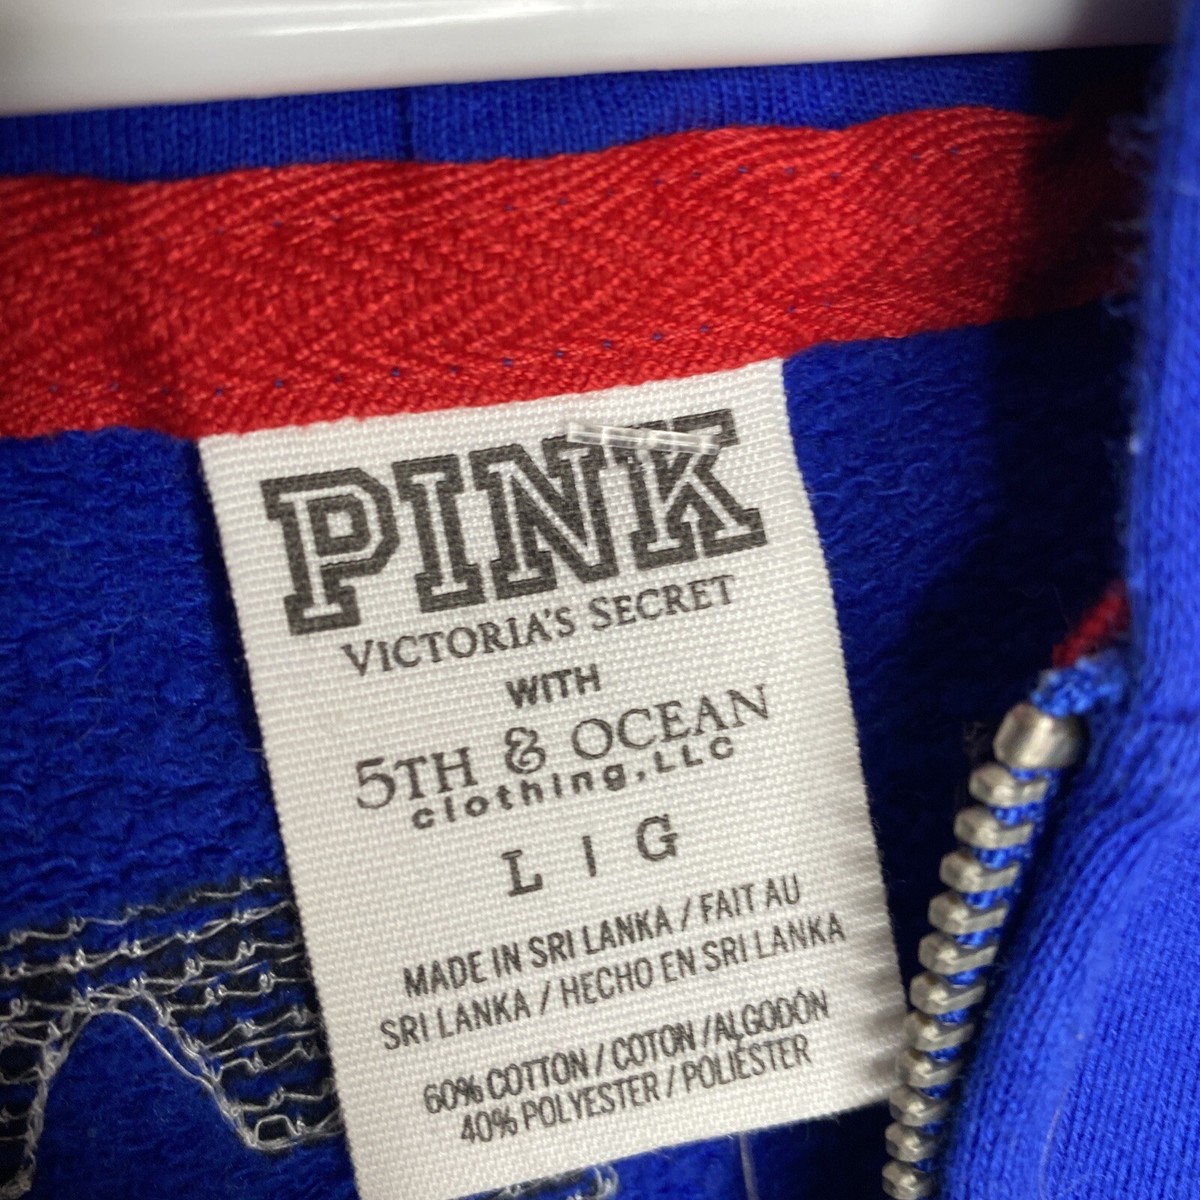 PINK
VICTORIA'S SECRET
WITH
5TH & OCEAN
clothing, LLC
L | G
MADE IN SRI LANKA / FAIT AU
SRI LANKA / HECHO EN SRI LANKA
60% COTTON / COTON / ALGODÓN
40% POLYESTER / POLIÉSTER